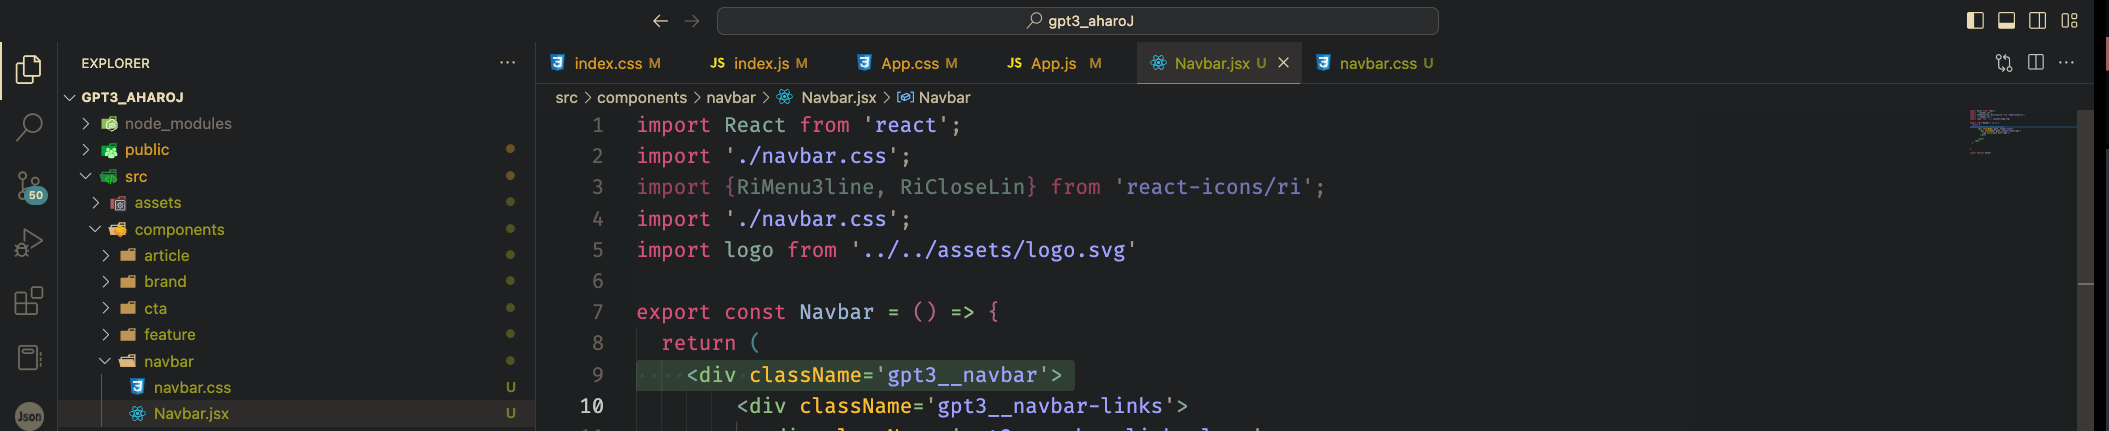 gpt3_aharoJ
EXPLORER
index.css M
JS index.js M
App.css M
JS App.js M
Navbar.jsx U
navbar.css U
GPT3_AHAROJ
src > components > navbar > Navbar.jsx > Navbar
node_modules
public
src
assets
components
article
brand
cta
feature
navbar
navbar.css U
Navbar.jsx U
50
Json
1 import React from 'react';
2 import './navbar.css';
3 import {RiMenu3line, RiCloseLin} from 'react-icons/ri';
4 import './navbar.css';
5 import logo from '../../assets/logo.svg'
6
7 export const Navbar = () => {
8 return (
9 <div className='gpt3__navbar'>
10 <div className='gpt3__navbar-links'>